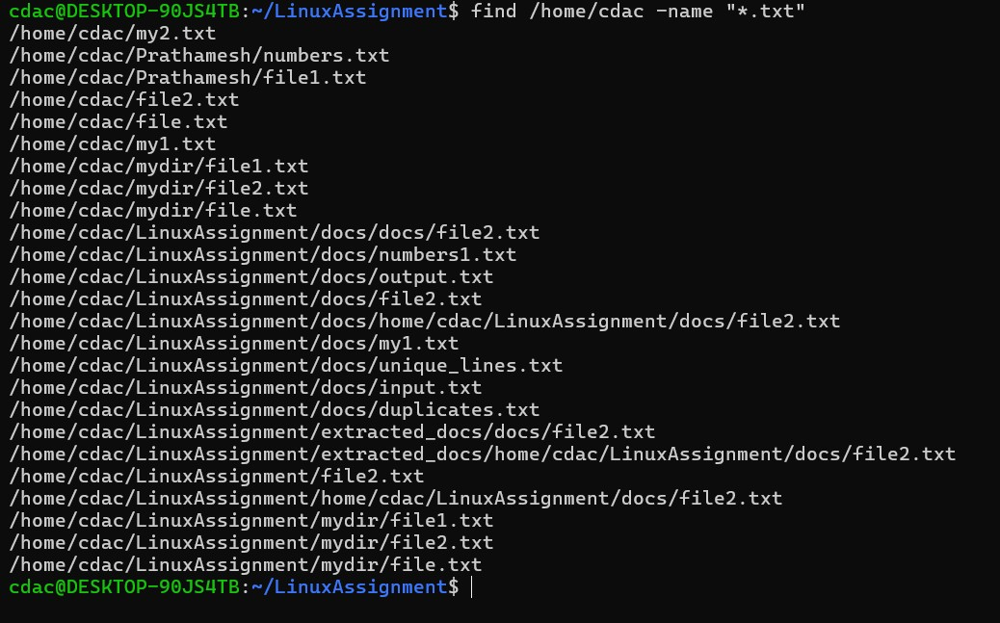 cdac@DESKTOP-90JS4TB:~/LinuxAssignment$ find /home/cdac -name "*.txt"
/home/cdac/my2.txt
/home/cdac/Prathamesh/numbers.txt
/home/cdac/Prathamesh/file1.txt
/home/cdac/file2.txt
/home/cdac/file.txt
/home/cdac/my1.txt
/home/cdac/mydir/file1.txt
/home/cdac/mydir/file2.txt
/home/cdac/mydir/file.txt
/home/cdac/LinuxAssignment/docs/docs/file2.txt
/home/cdac/LinuxAssignment/docs/numbers1.txt
/home/cdac/LinuxAssignment/docs/output.txt
/home/cdac/LinuxAssignment/docs/file2.txt
/home/cdac/LinuxAssignment/docs/home/cdac/LinuxAssignment/docs/file2.txt
/home/cdac/LinuxAssignment/docs/my1.txt
/home/cdac/LinuxAssignment/docs/unique_lines.txt
/home/cdac/LinuxAssignment/docs/input.txt
/home/cdac/LinuxAssignment/docs/duplicates.txt
/home/cdac/LinuxAssignment/extracted_docs/docs/file2.txt
/home/cdac/LinuxAssignment/extracted_docs/home/cdac/LinuxAssignment/docs/file2.txt
/home/cdac/LinuxAssignment/file2.txt
/home/cdac/LinuxAssignment/home/cdac/LinuxAssignment/docs/file2.txt
/home/cdac/LinuxAssignment/mydir/file1.txt
/home/cdac/LinuxAssignment/mydir/file2.txt
/home/cdac/LinuxAssignment/mydir/file.txt
cdac@DESKTOP-90JS4TB:~/LinuxAssignment$